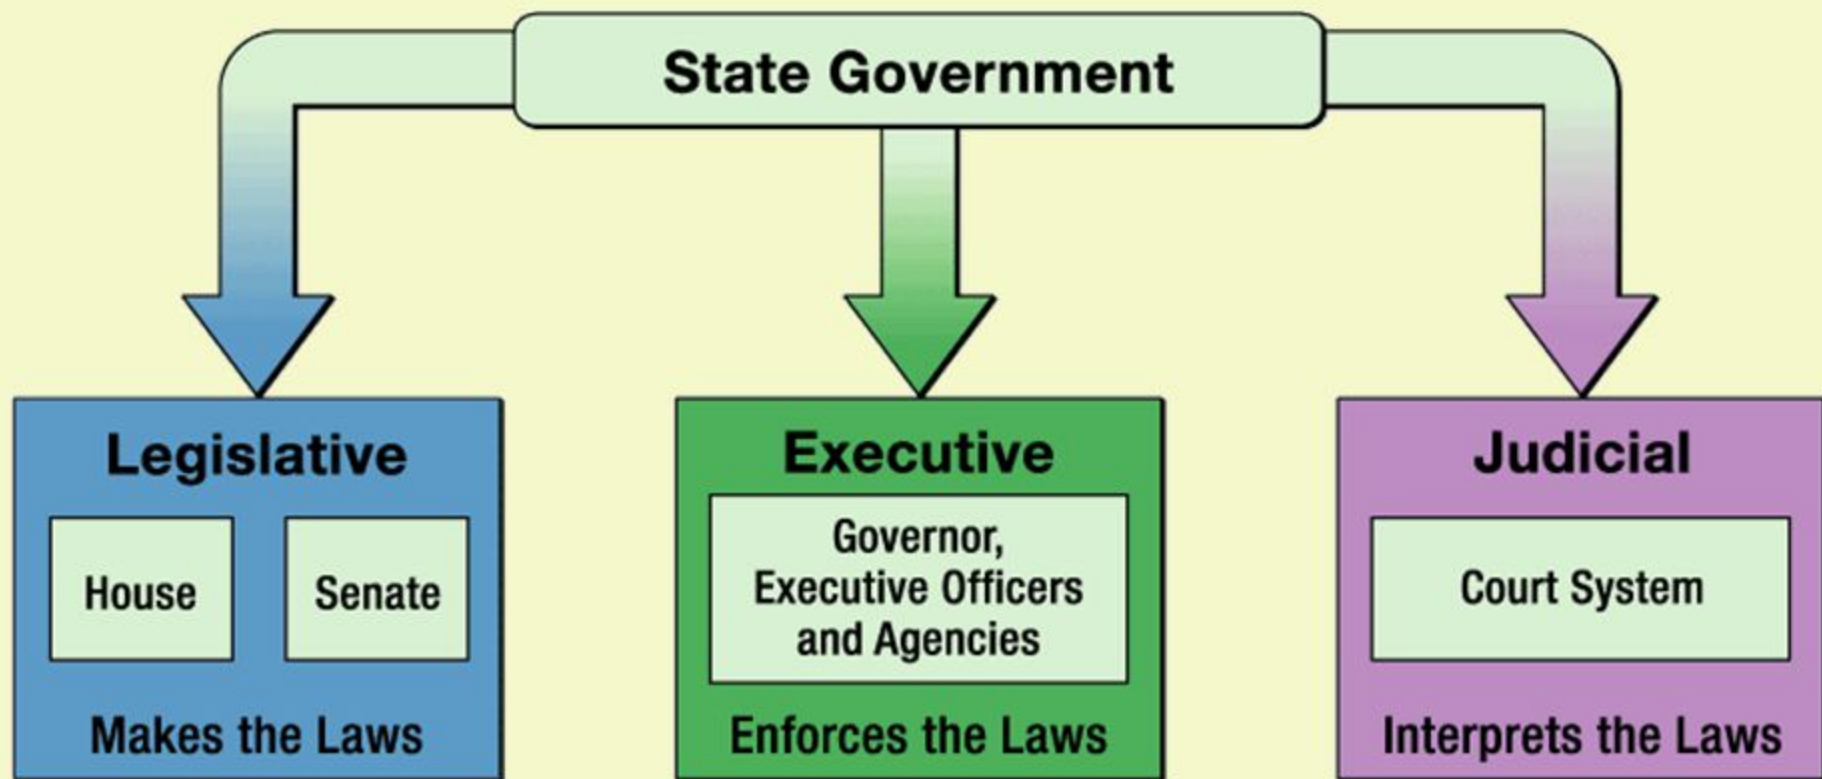 State Government
Legislative
House
Senate
Makes the Laws
Executive
Governor,
Executive Officers
and Agencies
Enforces the Laws
Judicial
Court System
Interprets the Laws